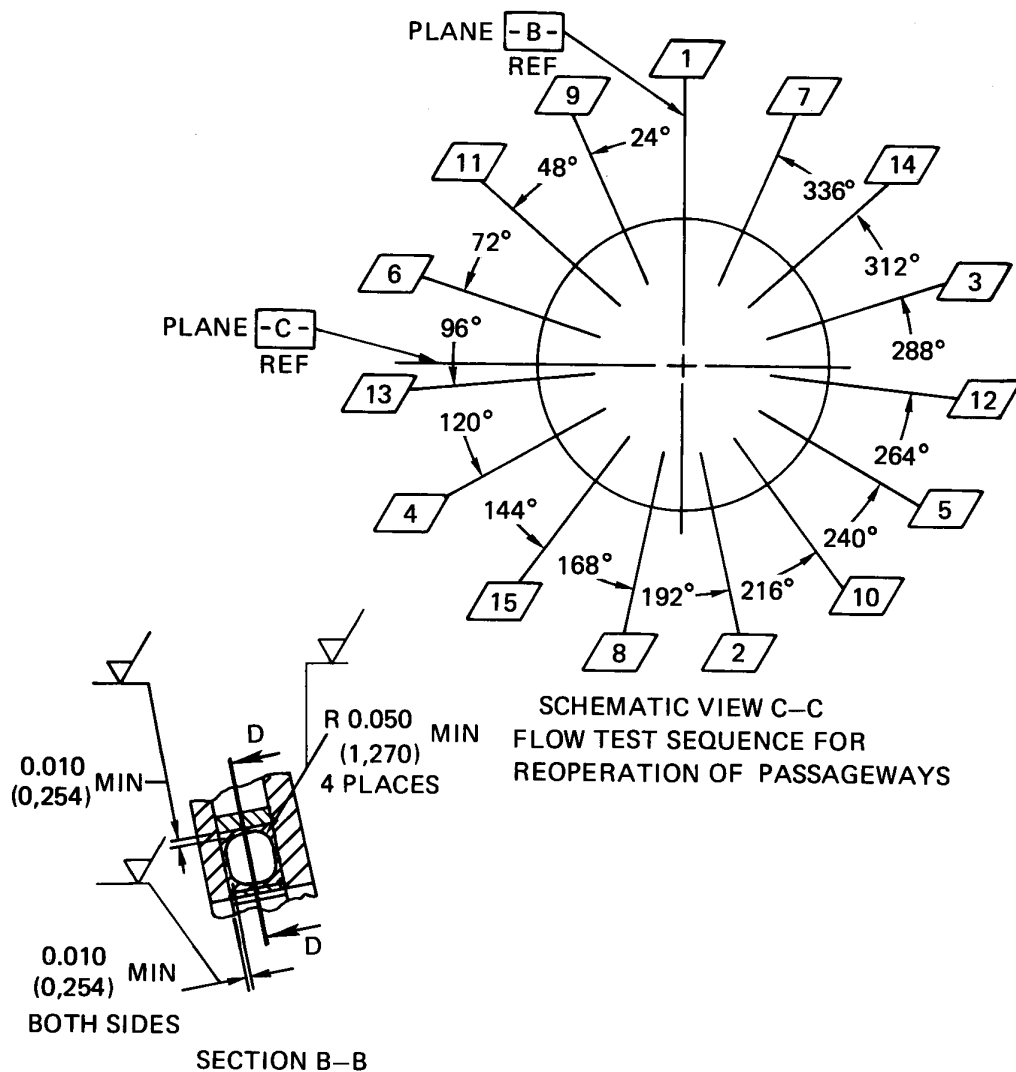 PLANE -B-
REF
1
9
7
24°
11
48°
336°
14
72°
6
312°
3
PLANE -C-
REF
96°
288°
13
12
120°
264°
4
5
144°
240°
15
168°
192°
216°
10
8
2
SCHEMATIC VIEW C–C
FLOW TEST SEQUENCE FOR
REOPERATION OF PASSAGEWAYS
R 0.050 MIN
(1,270)
4 PLACES
D
0.010 MIN
(0,254)
D
0.010 MIN
(0,254)
BOTH SIDES
SECTION B–B